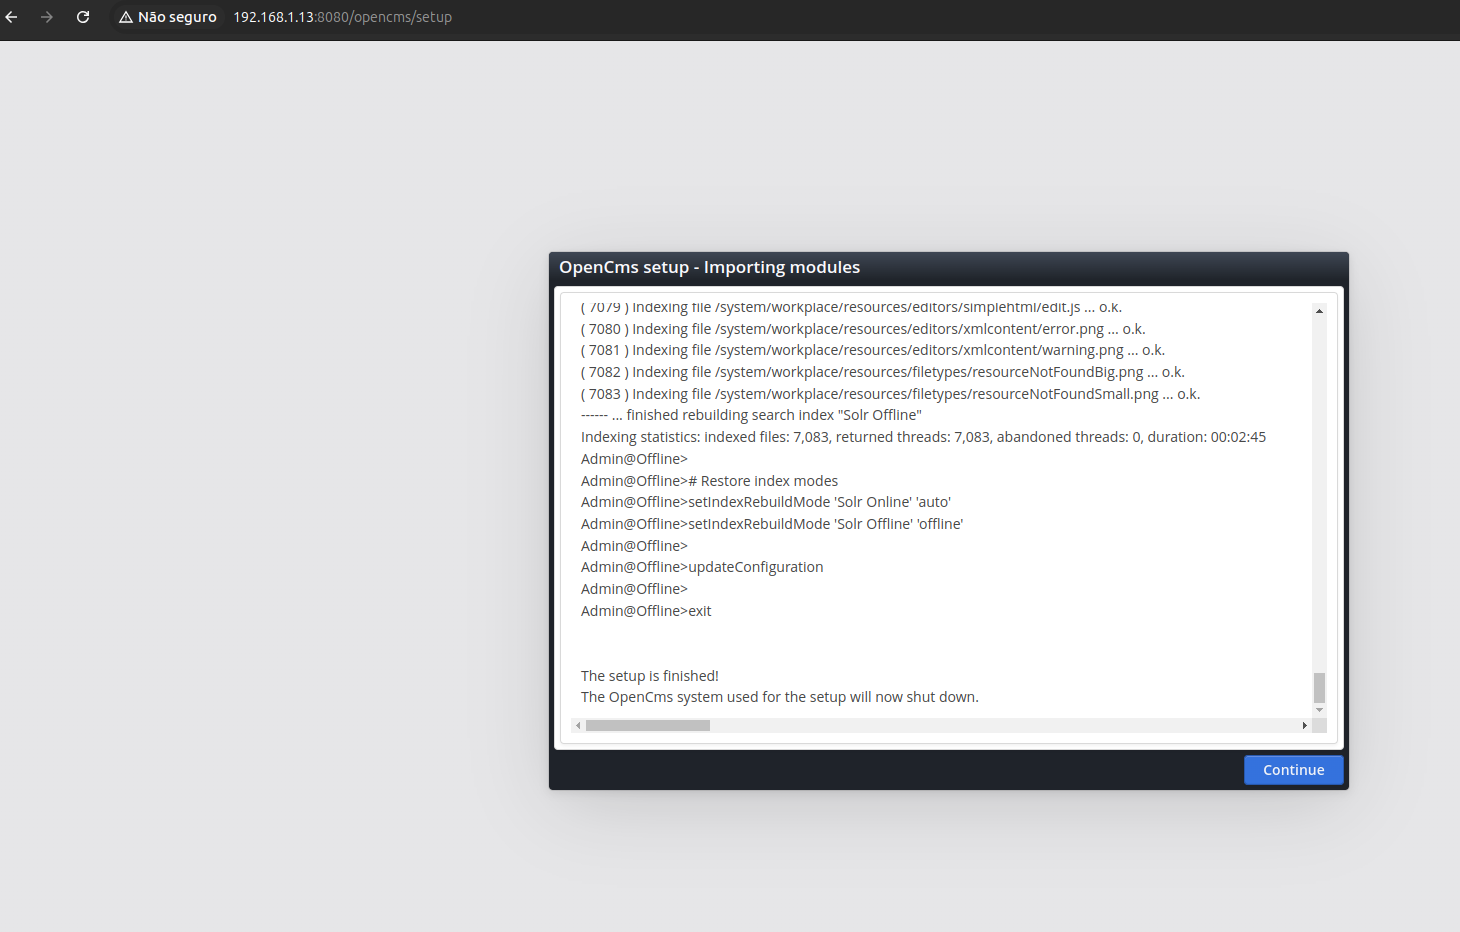 Não seguro 192.168.1.13:8080/opencms/setup
OpenCms setup - Importing modules
( 7079 ) Indexing file /system/workplace/resources/editors/simplehtml/edit.js ... o.k.
( 7080 ) Indexing file /system/workplace/resources/editors/xmlcontent/error.png ... o.k.
( 7081 ) Indexing file /system/workplace/resources/editors/xmlcontent/warning.png ... o.k.
( 7082 ) Indexing file /system/workplace/resources/filetypes/resourceNotFoundBig.png ... o.k.
( 7083 ) Indexing file /system/workplace/resources/filetypes/resourceNotFoundSmall.png ... o.k.
------ ... finished rebuilding search index "Solr Offline"
Indexing statistics: indexed files: 7,083, returned threads: 7,083, abandoned threads: 0, duration: 00:02:45
Admin@Offline>
Admin@Offline># Restore index modes
Admin@Offline>setIndexRebuildMode 'Solr Online' 'auto'
Admin@Offline>setIndexRebuildMode 'Solr Offline' 'offline'
Admin@Offline>
Admin@Offline>updateConfiguration
Admin@Offline>
Admin@Offline>exit
The setup is finished!
The OpenCms system used for the setup will now shut down.
Continue